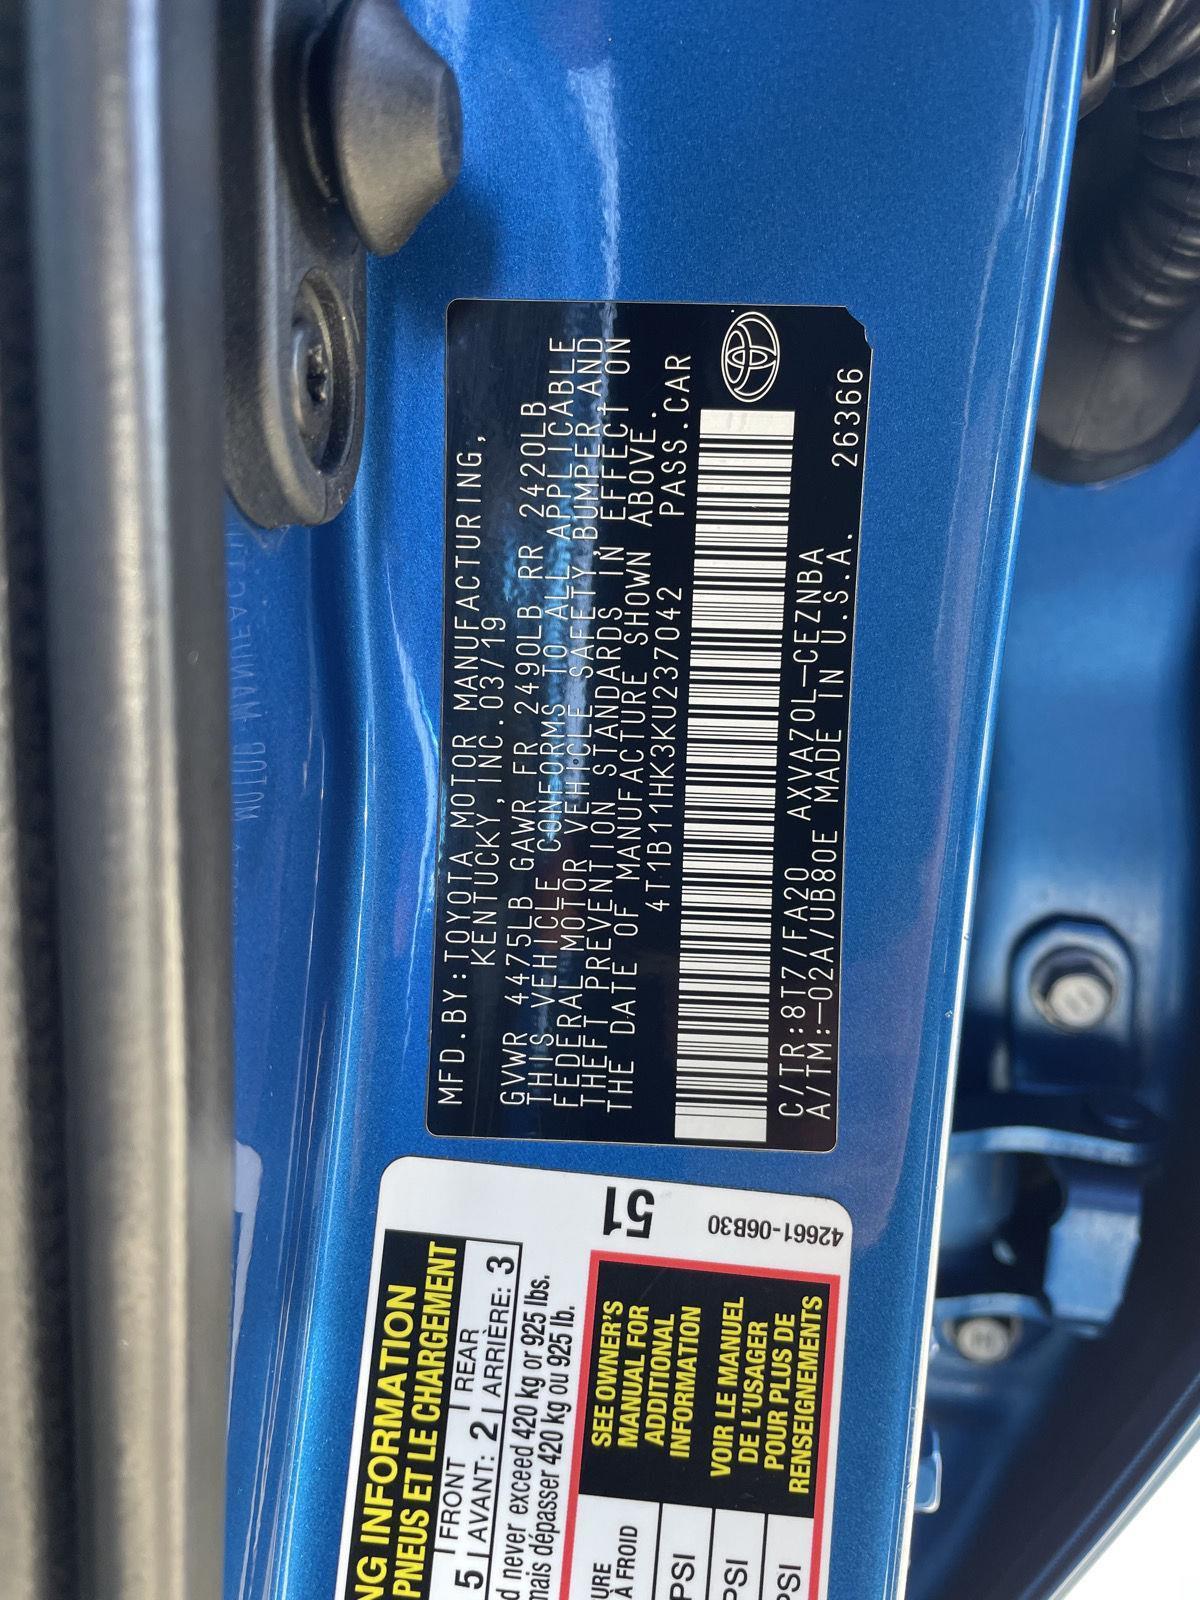 MFD.BY:TOYOTA MOTOR MANUFACTURING,
KENTUCKY, INC.03/19
GVWR 4475LB GAWR FR 2490LB RR 2420LB
THIS VEHICLE CONFORMS TO ALL APPLICABLE
FEDERAL MOTOR VEHICLE SAFETY, BUMPER, AND
THEFT PREVENTION STANDARDS IN EFFECT ON
THE DATE OF MANUFACTURE SHOWN ABOVE.
4T1B11HK3KU237042 PASS.CAR
C/TR:8T7/FA20 AXVA70L-CEZNBA
A/TM:-02A/UB80E MADE IN U.S.A. 26366
NG INFORMATION
PNEUS ET LE CHARGEMENT
5 FRONT AVANT: 2 REAR ARRIÈRE: 3
d never exceed 420 kg or 925 lbs.
mais dépasser 420 kg ou 925 lb.
51
42661-06B30
SEE OWNER'S
MANUAL FOR
ADDITIONAL
INFORMATION
VOIR LE MANUEL
DE L'USAGER
POUR PLUS DE
RENSEIGNEMENTS
URE
À FROID
PSI
PSI
PSI